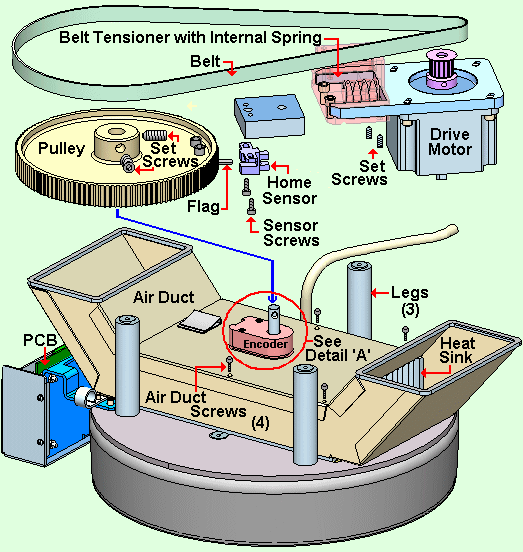 Belt Tensioner with Internal Spring
Belt
Pulley
Set
Screws
Flag
Home
Sensor
Sensor
Screws
Set
Screws
Drive
Motor
Air Duct
Legs
(3)
PCB
Encoder
See
Detail 'A'
Heat
Sink
Air Duct
Screws
(4)